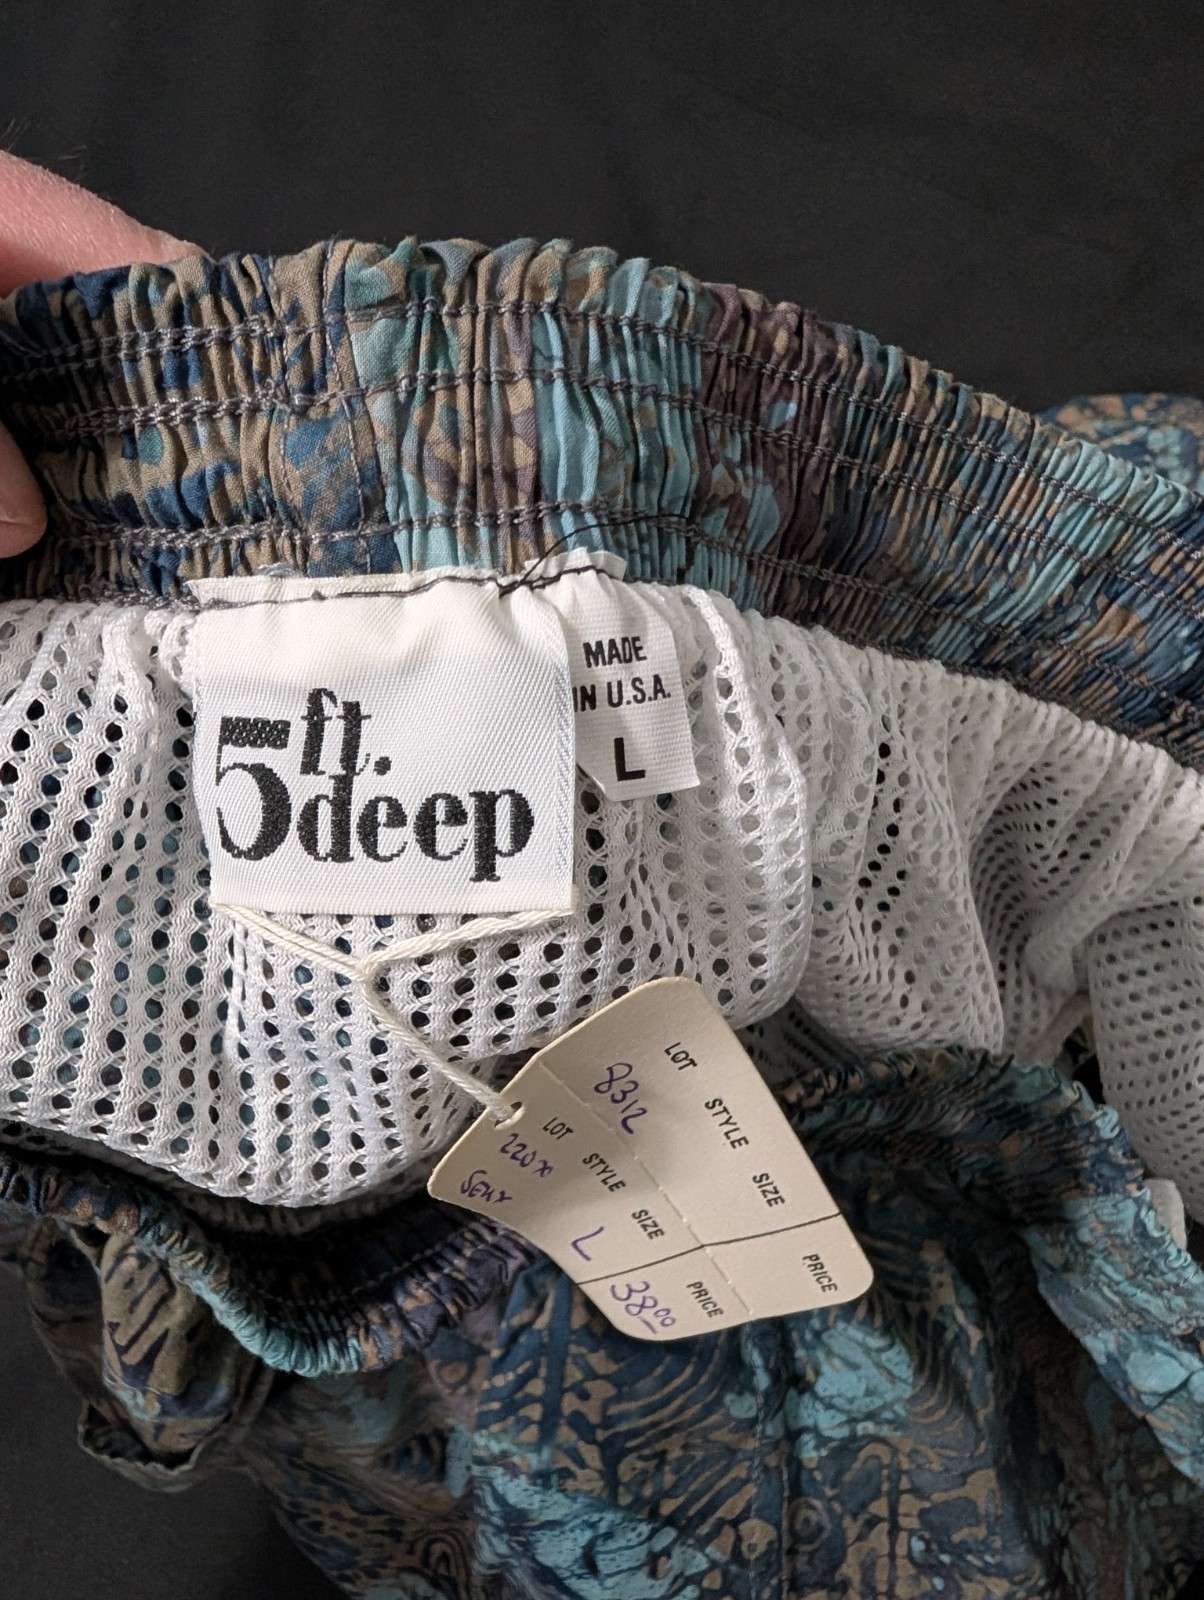 5 ft.
deep
MADE
IN U.S.A.
L
LOT STYLE SIZE PRICE
8312
LOT STYLE SIZE PRICE
L
38.00